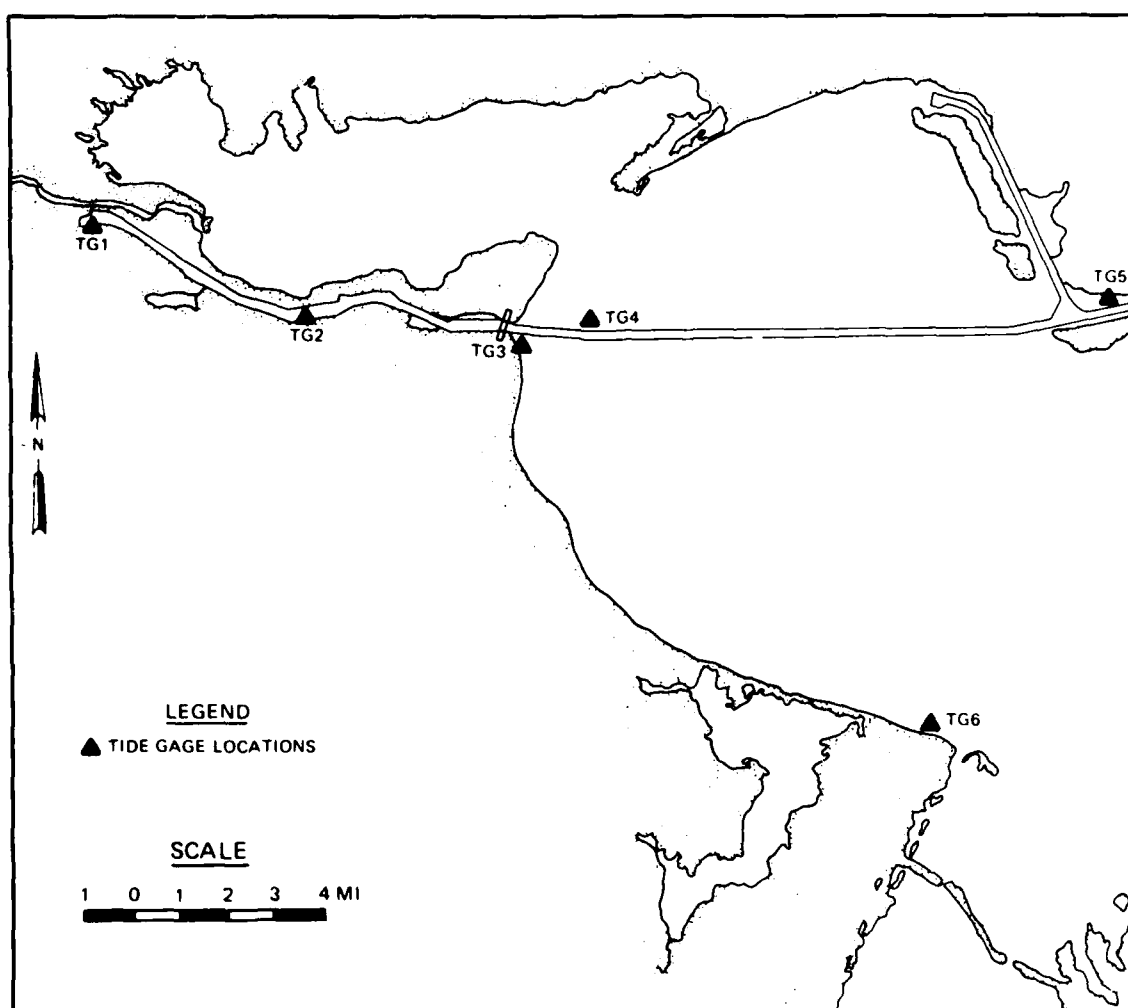 TG1
TG2
TG3
TG4
TG5
TG6
N
LEGEND
TIDE GAGE LOCATIONS
SCALE
1 0 1 2 3 4 MI